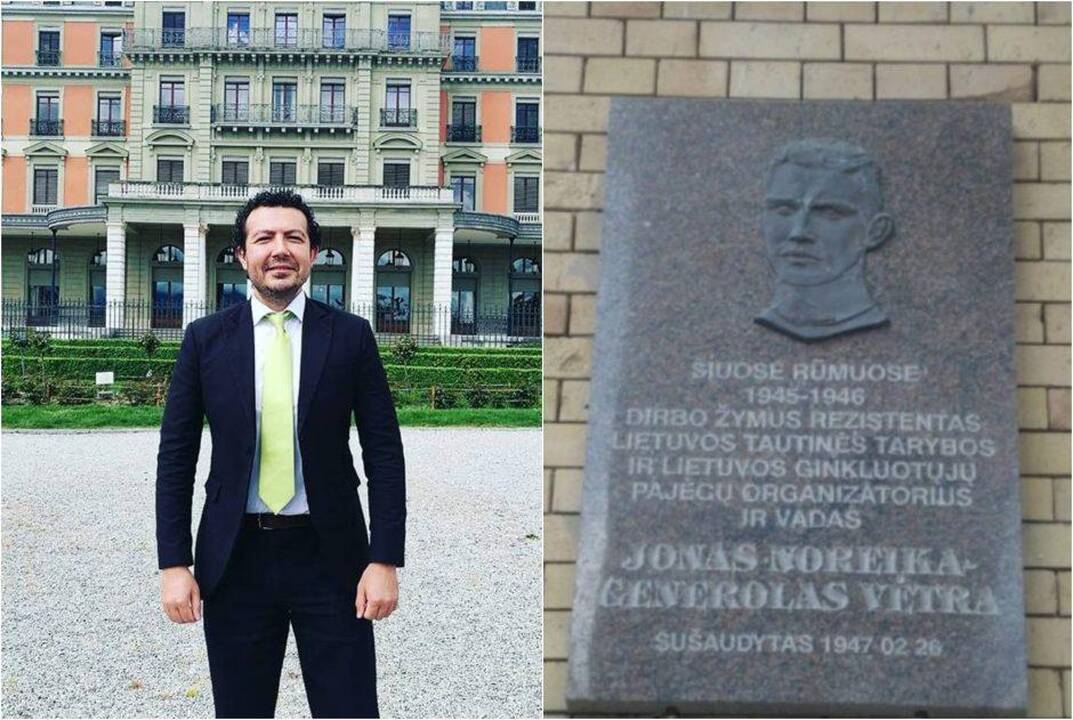 ŠIUOSE RŪMUOSE
1945-1946
DIRBO ŽYMUS REZISTENTAS
LIETUVOS TAUTINĖS TARYBOS
IR LIETUVOS GINKLUOTŲJŲ
PAJĖGŲ ORGANIZATORIUS
IR VADAS
JONAS NOREIKA-
GENEROLAS VĖTRA
SUŠAUDYTAS 1947 02 26